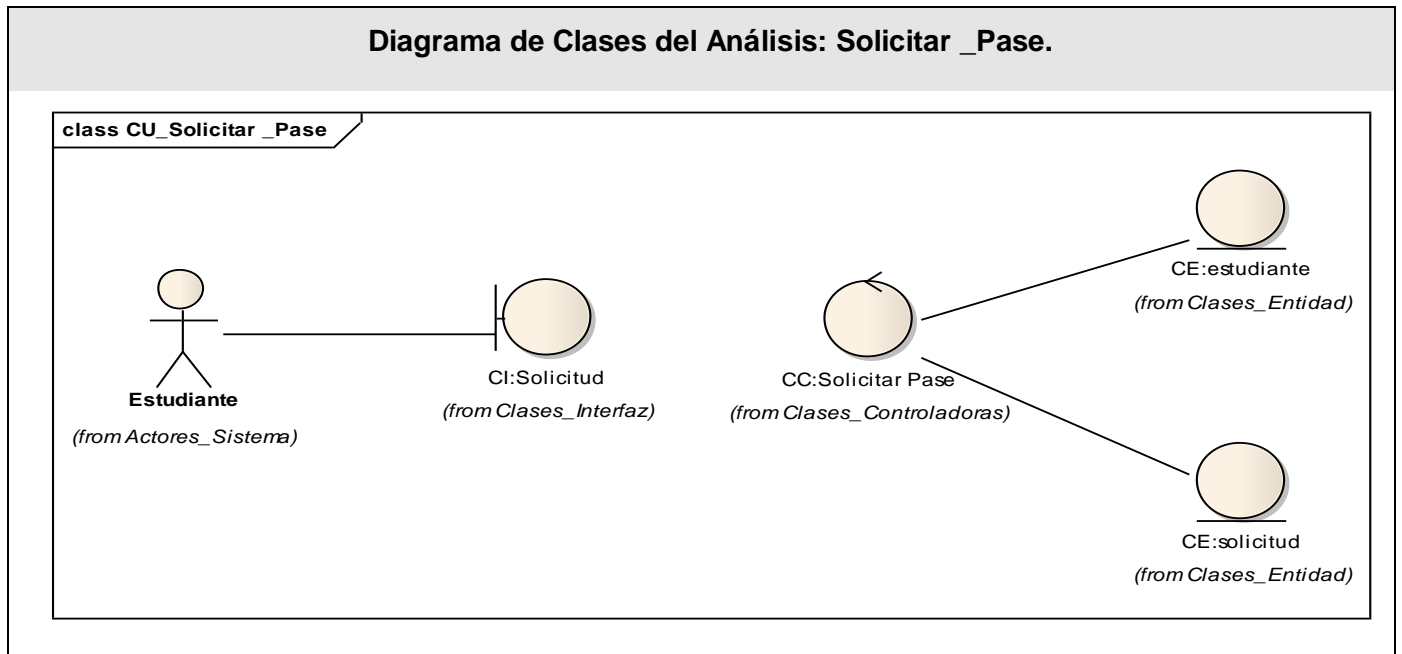 Diagrama de Clases del Análisis: Solicitar _Pase.
class CU_Solicitar _Pase
Estudiante
(from Actores_Sistema)
CI:Solicitud
(from Clases_Interfaz)
CC:Solicitar Pase
(from Clases_Controladoras)
CE:estudiante
(from Clases_Entidad)
CE:solicitud
(from Clases_Entidad)